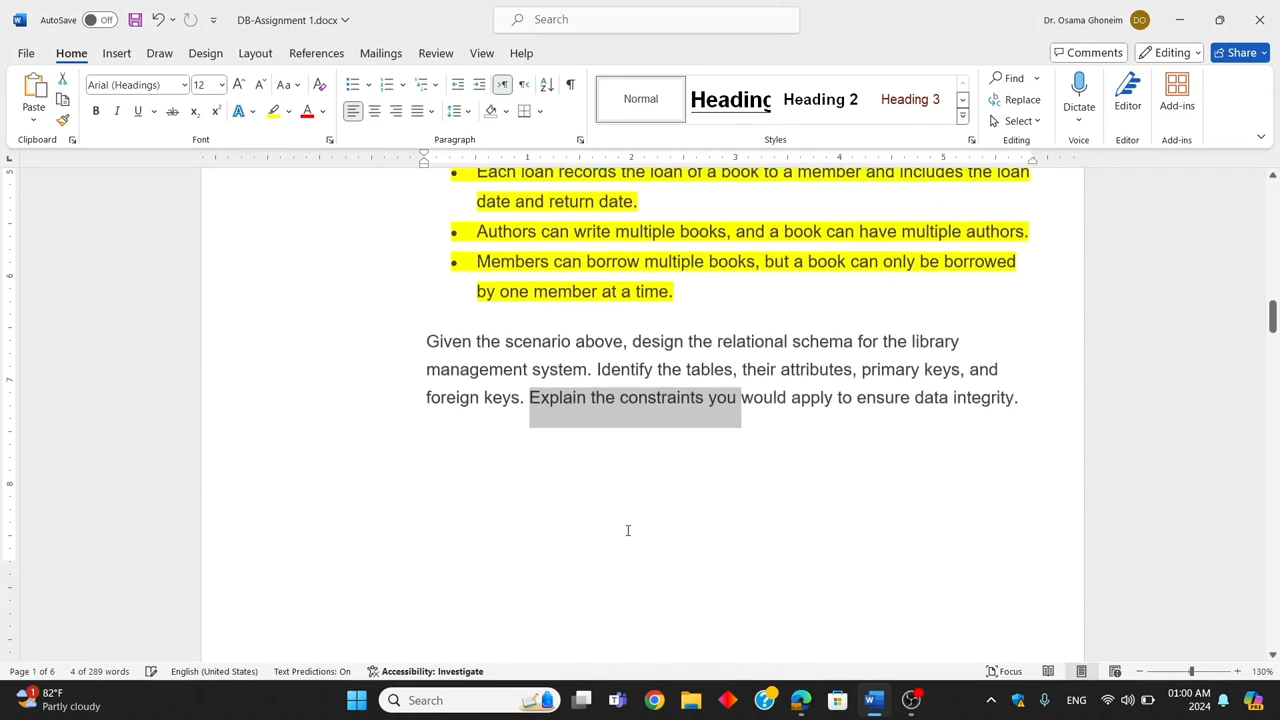 AutoSave
Off
DB-Assignment 1.docx
Search
Dr. Osama Ghoneim
DO
File
Home
Insert
Draw
Design
Layout
References
Mailings
Review
View
Help
Comments
Editing
Share
Paste
Arial (Headings)
12
Normal
Heading
Heading 2
Heading 3
Find
Replace
Select
Dictate
Editor
Add-ins
Clipboard
Font
Paragraph
Styles
Editing
Voice
Editor
Add-ins
1 2 3 4 5
Each loan records the loan of a book to a member and includes the loan
date and return date.
• Authors can write multiple books, and a book can have multiple authors.
• Members can borrow multiple books, but a book can only be borrowed
by one member at a time.
Given the scenario above, design the relational schema for the library
management system. Identify the tables, their attributes, primary keys, and
foreign keys. Explain the constraints you would apply to ensure data integrity.
Page 1 of 6
4 of 289 words
English (United States)
Text Predictions: On
Accessibility: Investigate
Focus
130%
82°F
Partly cloudy
Search
ENG
01:00 AM
2024